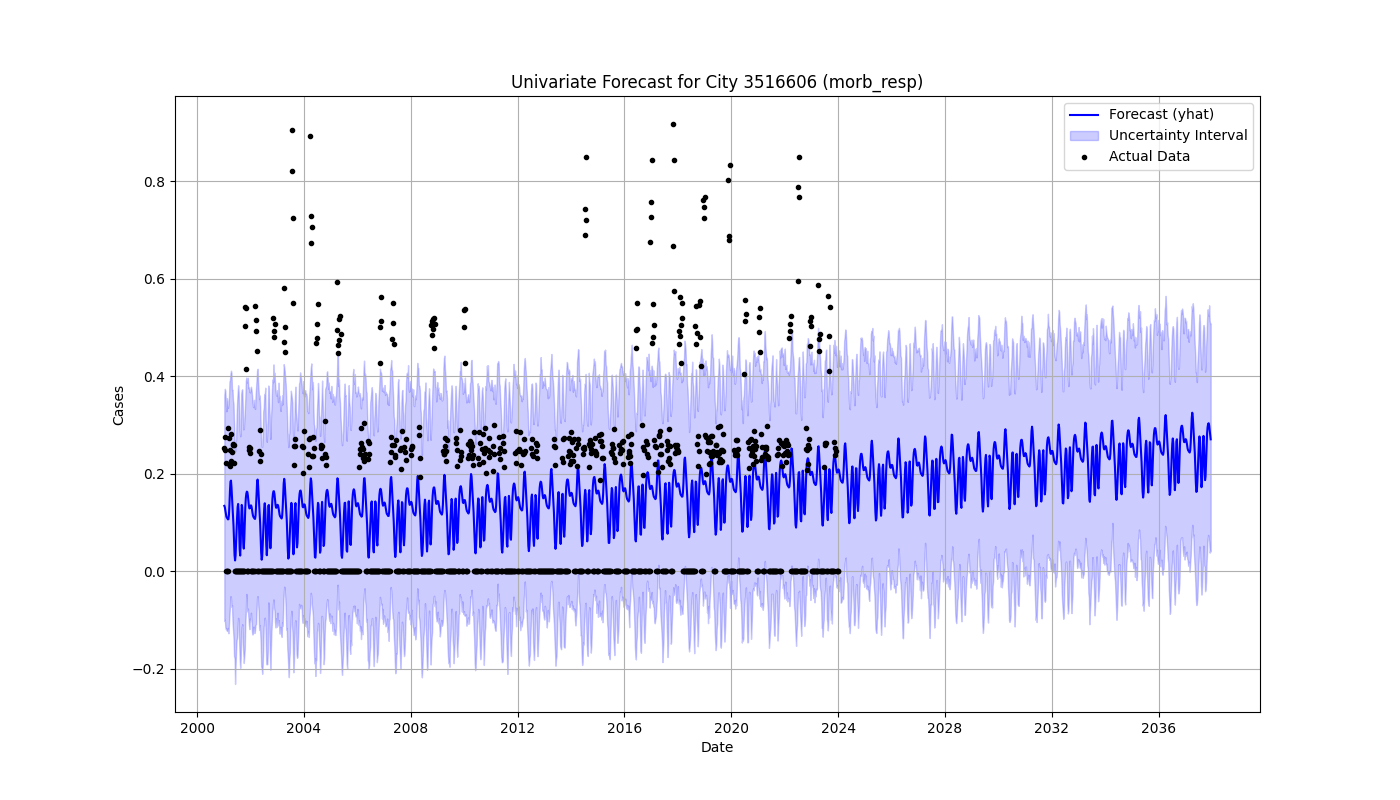 Univariate Forecast for City 3516606 (morb_resp)
Forecast (yhat)
Uncertainty Interval
Actual Data
Cases
0.8
0.6
0.4
0.2
0.0
−0.2
2000 2004 2008 2012 2016 2020 2024 2028 2032 2036
Date